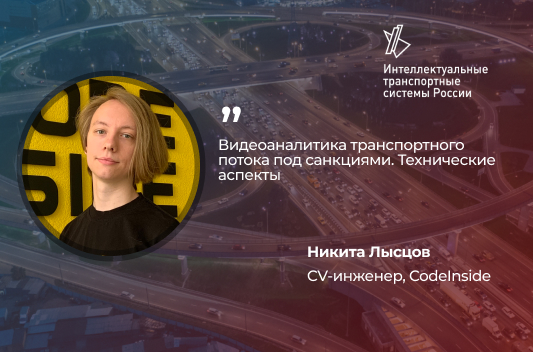 Интеллектуальные
транспортные
системы России
"
Видеоаналитика транспортного
потока под санкциями. Технические
аспекты
Никита Лысцов
CV-инженер, CodeInside